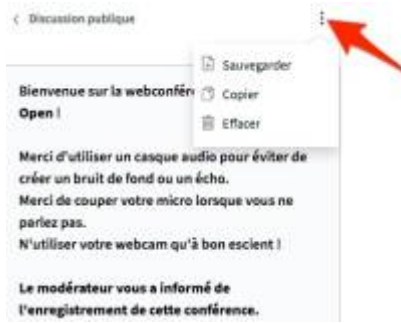 Discussion publique
Sauvegarder
Bienvenue sur la webconfér
Copier
Open !
Effacer
Merci d'utiliser un casque audio pour éviter de
créer un bruit de fond ou un écho.
Merci de couper votre micro lorsque vous ne
parlez pas.
N'utiliser votre webcam qu'à bon escient !
Le modérateur vous a informé de
l'enregistrement de cette conférence.